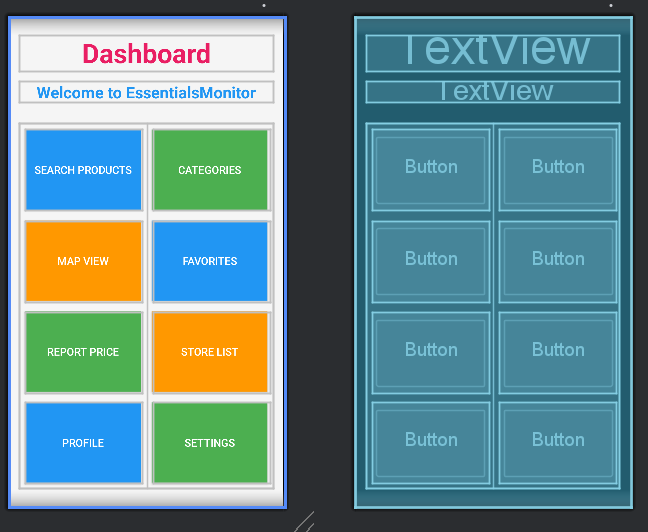 Dashboard
Welcome to EssentialsMonitor
SEARCH PRODUCTS
CATEGORIES
MAP VIEW
FAVORITES
REPORT PRICE
STORE LIST
PROFILE
SETTINGS
TextView
TextView
Button
Button
Button
Button
Button
Button
Button
Button